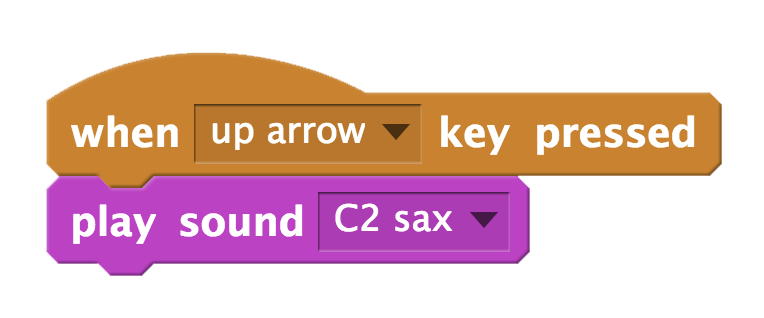 when up arrow key pressed
play sound C2 sax